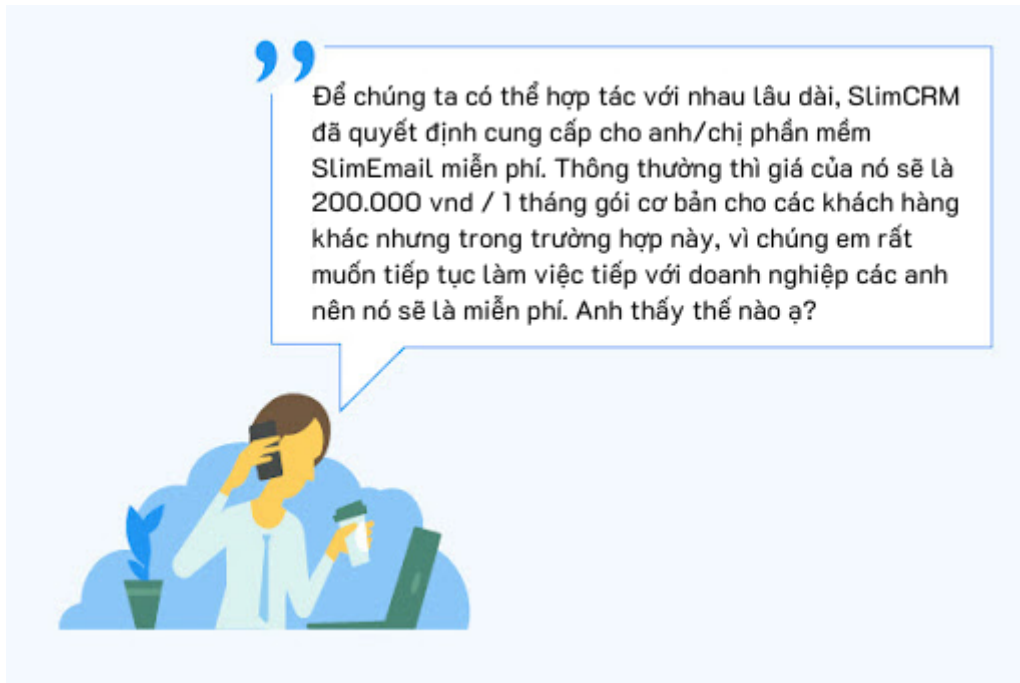 Để chúng ta có thể hợp tác với nhau lâu dài, SlimCRM
đã quyết định cung cấp cho anh/chị phần mềm
SlimEmail miễn phí. Thông thường thì giá của nó sẽ là
200.000 vnd / 1 tháng gói cơ bản cho các khách hàng
khác nhưng trong trường hợp này, vì chúng em rất
muốn tiếp tục làm việc tiếp với doanh nghiệp các anh
nên nó sẽ là miễn phí. Anh thấy thế nào ạ?